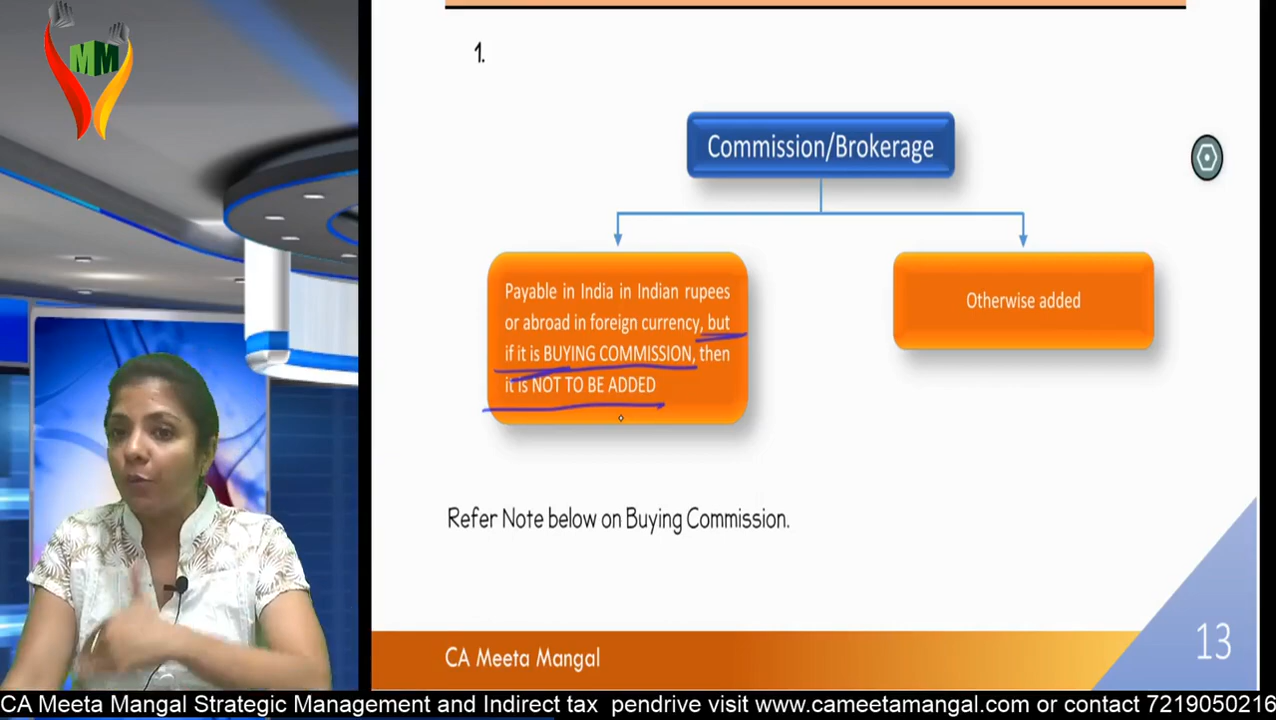 MM
1.
Commission/Brokerage
Payable in India in Indian rupees
or abroad in foreign currency, but
if it is BUYING COMMISSION, then
it is NOT TO BE ADDED
Otherwise added
Refer Note below on Buying Commission.
CA Meeta Mangal
13
CA Meeta Mangal Strategic Management and Indirect tax pendrive visit www.cameetamangal.com or contact 7219050216